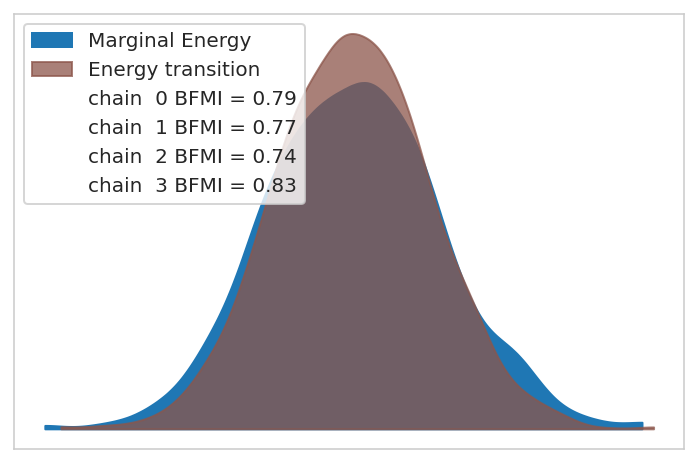 Marginal Energy
Energy transition
chain  0 BFMI = 0.79
chain  1 BFMI = 0.77
chain  2 BFMI = 0.74
chain  3 BFMI = 0.83